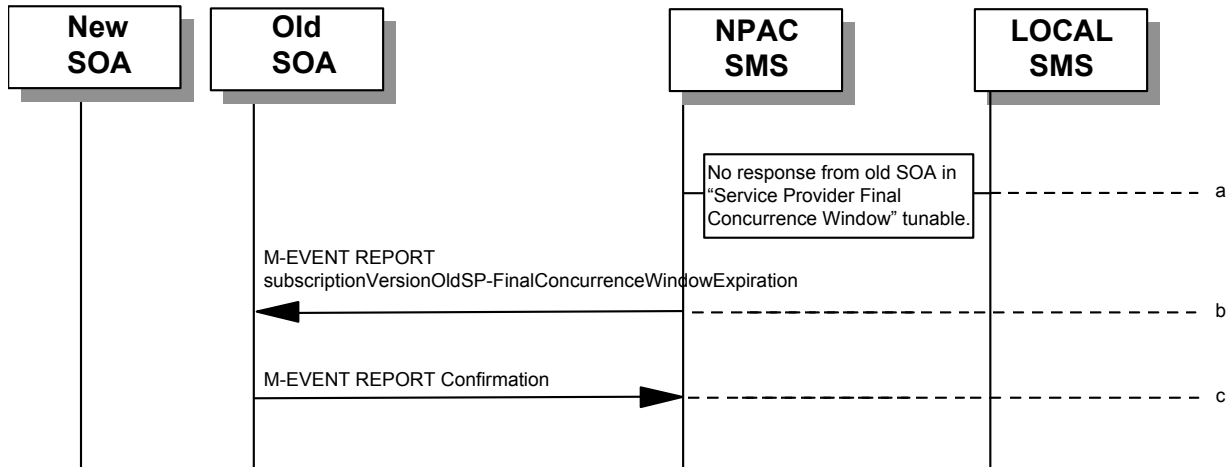 New
SOA
Old
SOA
NPAC
SMS
LOCAL
SMS
No response from old SOA in
“Service Provider Final
Concurrence Window” tunable.
a
M-EVENT REPORT
subscriptionVersionOldSP-FinalConcurrenceWindowExpiration
b
M-EVENT REPORT Confirmation
c